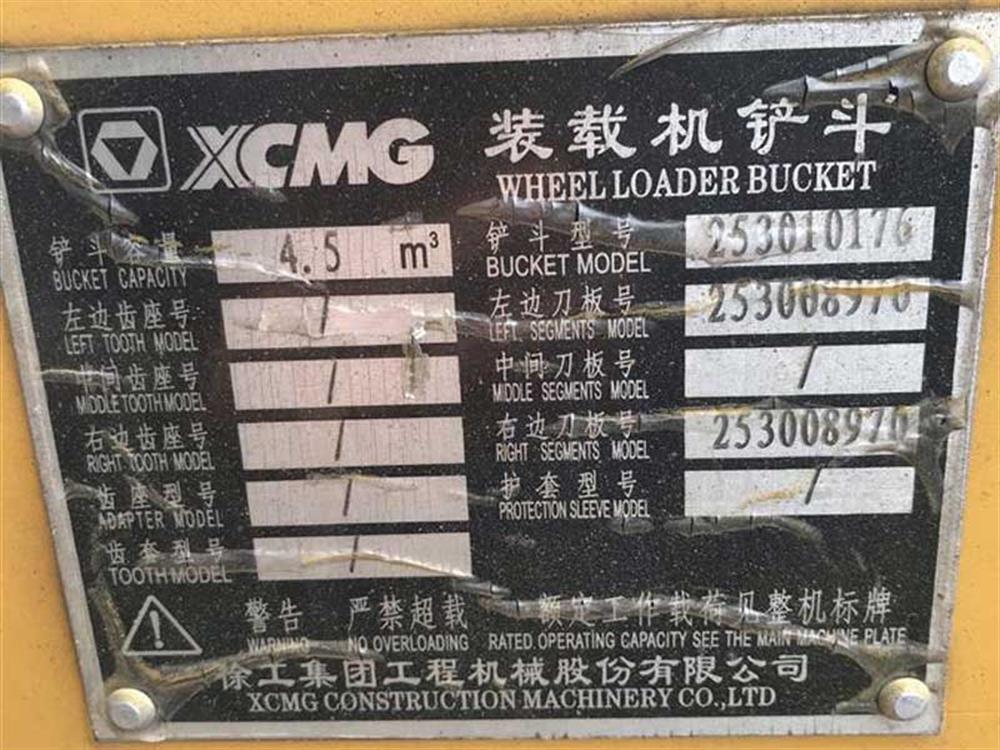 XCMG 装载机铲斗
WHEEL LOADER BUCKET
铲斗容量 4.5 m³
BUCKET CAPACITY
铲斗型号 253010176
BUCKET MODEL
左边齿座号 /
LEFT TOOTH MODEL
左边刀板号 253008976
LEFT SEGMENTS MODEL
中间齿座号 /
MIDDLE TOOTH MODEL
中间刀板号 /
MIDDLE SEGMENTS MODEL
右边齿座号 /
RIGHT TOOTH MODEL
右边刀板号 253008976
RIGHT SEGMENTS MODEL
齿座型号 /
ADAPTER MODEL
护套型号 /
PROTECTION SLEEVE MODEL
齿套型号 /
TOOTH MODEL
警告 严禁超载 额定工作载荷见整机标牌
WARNING NO OVERLOADING RATED OPERATING CAPACITY SEE THE MAIN MACHINE PLATE
徐工集团工程机械股份有限公司
XCMG CONSTRUCTION MACHINERY CO.,LTD